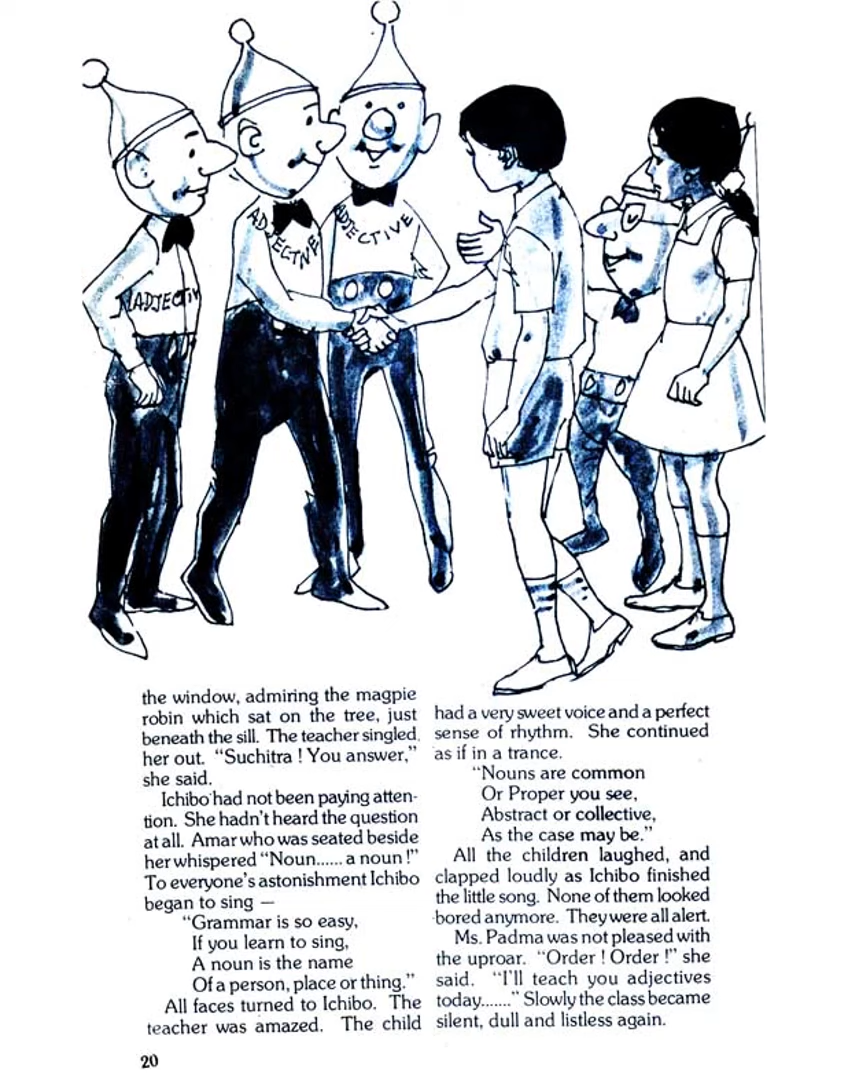 ADJECTIVE
ADJECTIVE
ADJECTIVE
the window, admiring the magpie
robin which sat on the tree, just
beneath the sill. The teacher singled
her out. "Suchitra ! You answer,"
she said.
Ichibo had not been paying atten-
tion. She hadn't heard the question
at all. Amar who was seated beside
her whispered "Noun...... a noun !"
To everyone's astonishment Ichibo
began to sing —
"Grammar is so easy,
If you learn to sing,
A noun is the name
Of a person, place or thing."
All faces turned to Ichibo. The
teacher was amazed. The child
had a very sweet voice and a perfect
sense of rhythm. She continued
as if in a trance.
"Nouns are common
Or Proper you see,
Abstract or collective,
As the case may be."
All the children laughed, and
clapped loudly as Ichibo finished
the little song. None of them looked
bored anymore. They were all alert.
Ms. Padma was not pleased with
the uproar. "Order ! Order !" she
said. "I'll teach you adjectives
today......." Slowly the class became
silent, dull and listless again.
20